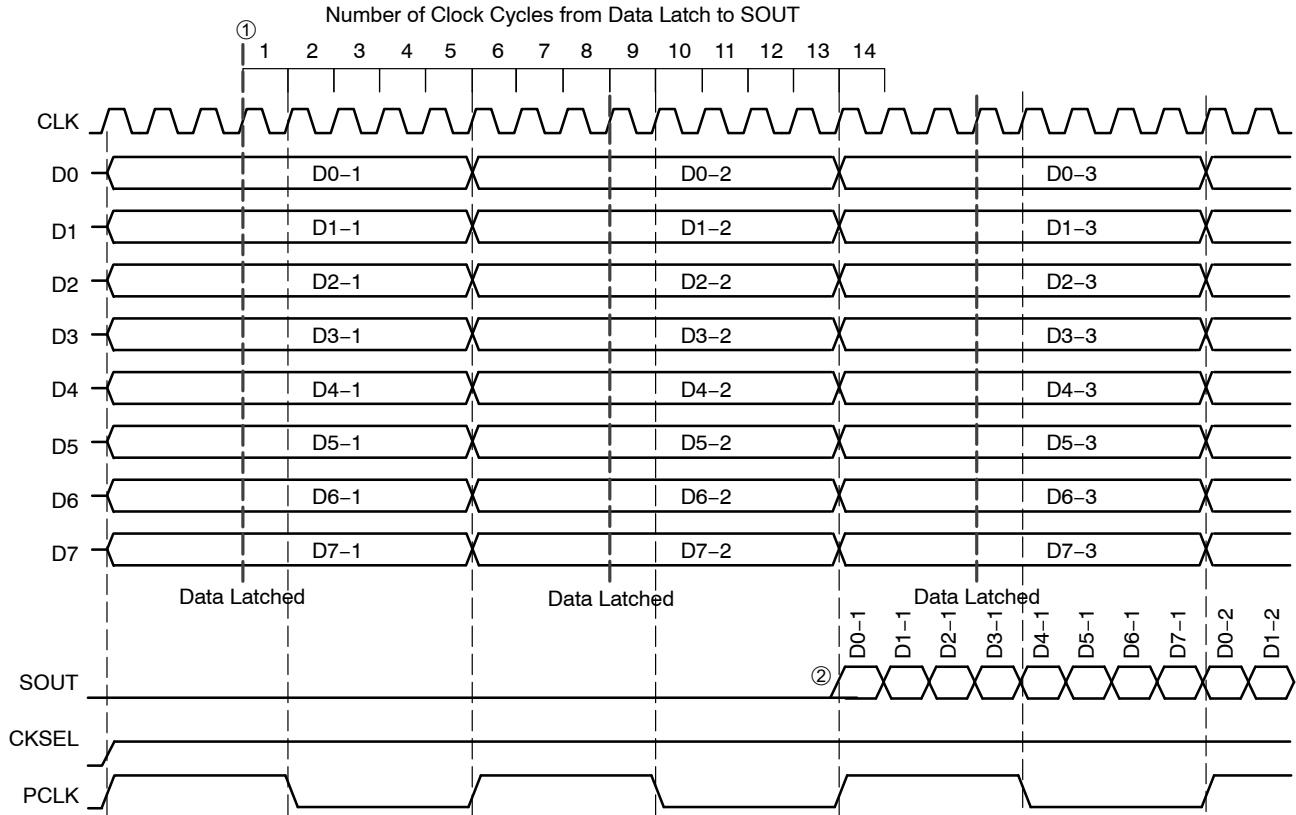 Number of Clock Cycles from Data Latch to SOUT
①
1 2 3 4 5 6 7 8 9 10 11 12 13 14
CLK
D0 D0−1 D0−2 D0−3
D1 D1−1 D1−2 D1−3
D2 D2−1 D2−2 D2−3
D3 D3−1 D3−2 D3−3
D4 D4−1 D4−2 D4−3
D5 D5−1 D5−2 D5−3
D6 D6−1 D6−2 D6−3
D7 D7−1 D7−2 D7−3
Data Latched Data Latched Data Latched
D0−1 D1−1 D2−1 D3−1 D4−1 D5−1 D6−1 D7−1 D0−2 D1−2
SOUT ②
CKSEL
PCLK